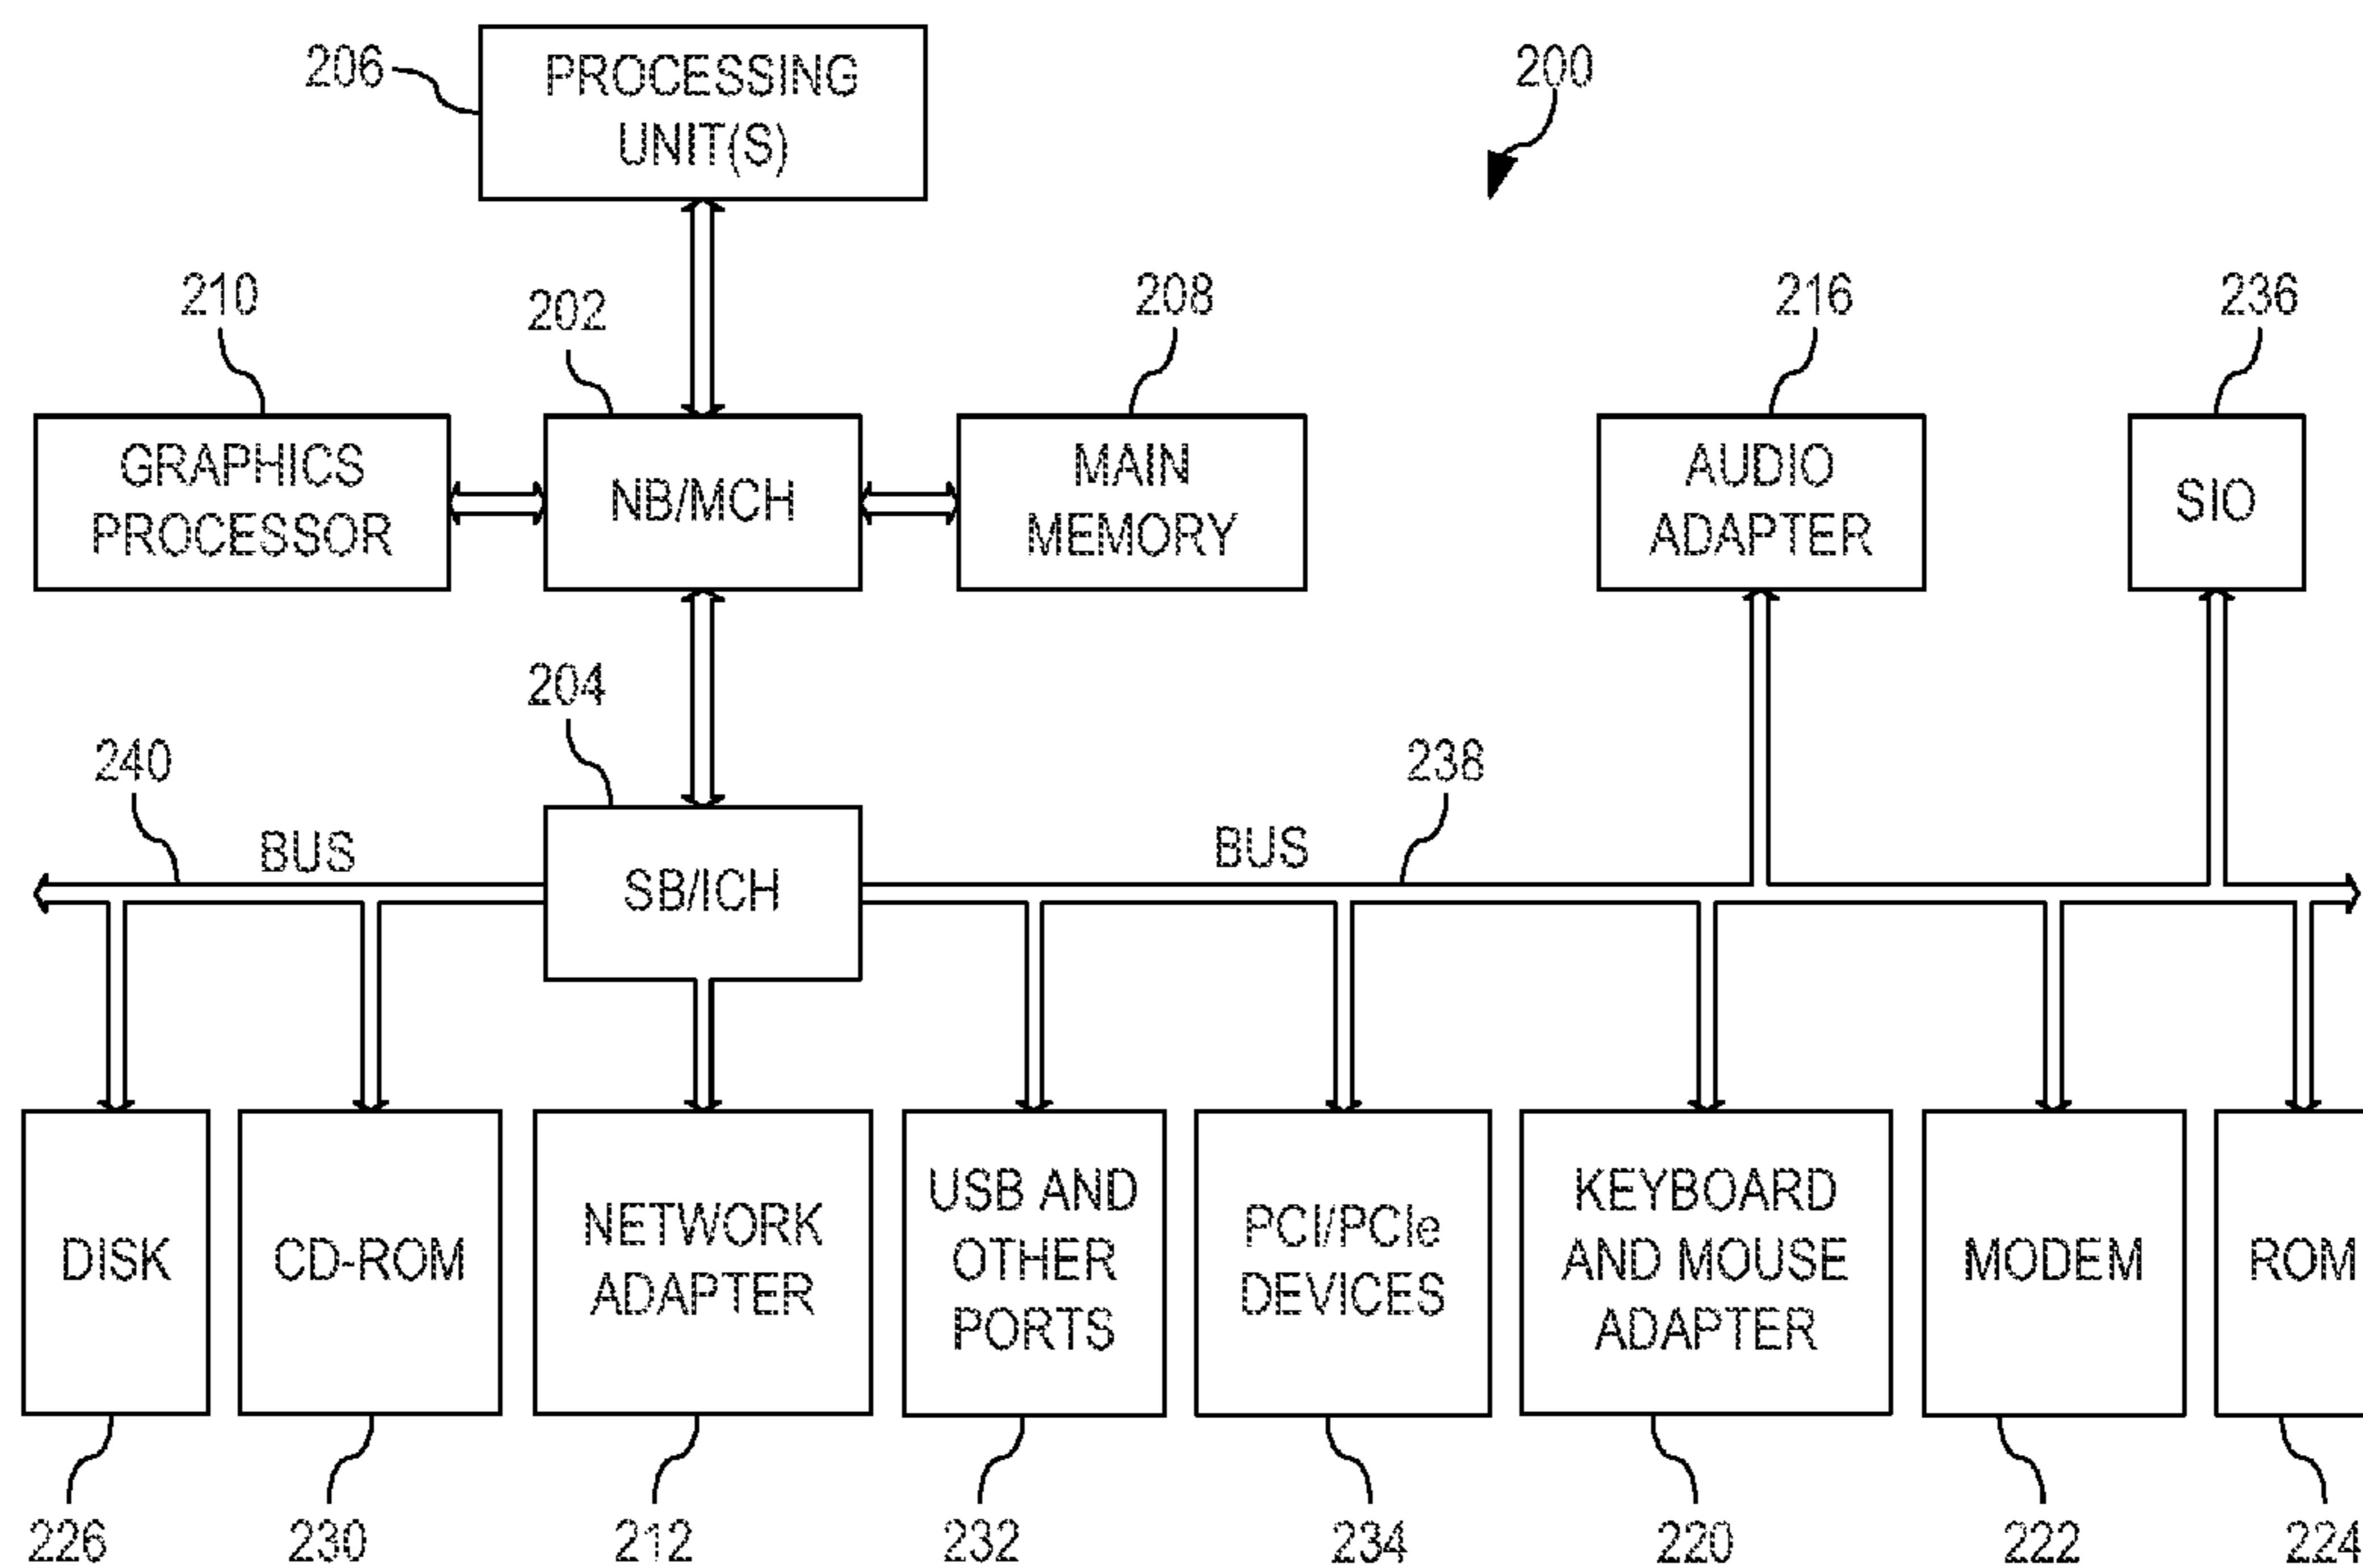 206
PROCESSING
UNIT(S)
200
210
202
208
216
236
GRAPHICS
PROCESSOR
NB/MCH
MAIN
MEMORY
AUDIO
ADAPTER
SIO
204
240
238
BUS
BUS
SB/ICH
DISK
CD-ROM
NETWORK
ADAPTER
USB AND
OTHER
PORTS
PCI/PCIe
DEVICES
KEYBOARD
AND MOUSE
ADAPTER
MODEM
ROM
226
230
212
232
234
220
222
224